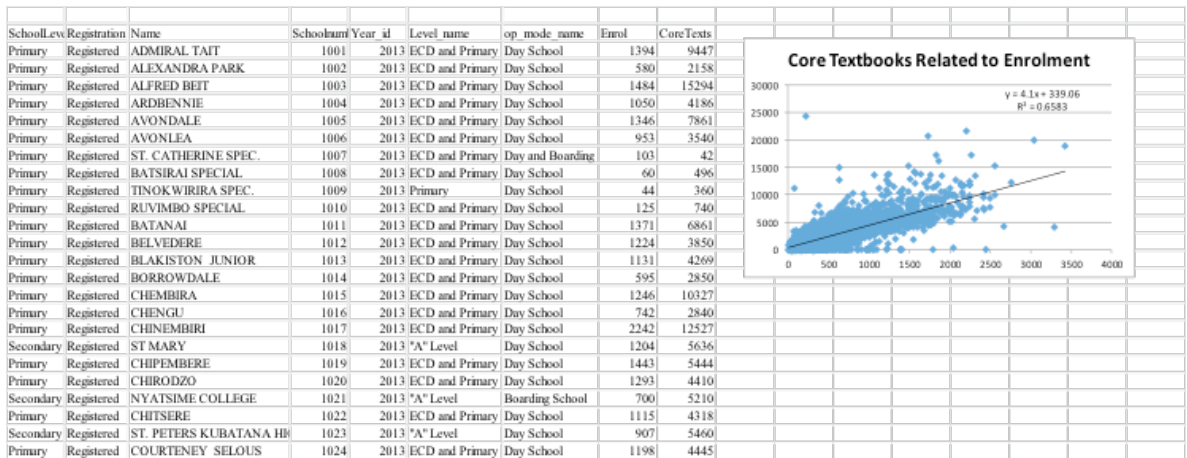 SchoolLeve Registration Name Schoolnum Year_id Level_name op_mode_name Enrol CoreTexts
Primary Registered ADMIRAL TAIT 1001 2013 ECD and Primary Day School 1394 9447
Primary Registered ALEXANDRA PARK 1002 2013 ECD and Primary Day School 580 2158
Primary Registered ALFRED BEIT 1003 2013 ECD and Primary Day School 1484 15294
Primary Registered ARDBENNIE 1004 2013 ECD and Primary Day School 1050 4186
Primary Registered AVONDALE 1005 2013 ECD and Primary Day School 1346 7861
Primary Registered AVONLEA 1006 2013 ECD and Primary Day School 953 3540
Primary Registered ST. CATHERINE SPEC. 1007 2013 ECD and Primary Day and Boarding 103 42
Primary Registered BATSIRAI SPECIAL 1008 2013 ECD and Primary Day School 60 496
Primary Registered TINOKWIRIRA SPEC. 1009 2013 Primary Day School 44 360
Primary Registered RUVIMBO SPECIAL 1010 2013 ECD and Primary Day School 125 740
Primary Registered BATANAI 1011 2013 ECD and Primary Day School 1371 6861
Primary Registered BELVEDERE 1012 2013 ECD and Primary Day School 1224 3850
Primary Registered BLAKISTON JUNIOR 1013 2013 ECD and Primary Day School 1131 4269
Primary Registered BORROWDALE 1014 2013 ECD and Primary Day School 595 2850
Primary Registered CHEMBIRA 1015 2013 ECD and Primary Day School 1246 10327
Primary Registered CHENGU 1016 2013 ECD and Primary Day School 742 2840
Primary Registered CHINEMBIRI 1017 2013 ECD and Primary Day School 2242 12527
Secondary Registered ST MARY 1018 2013 "A" Level Day School 1204 5636
Primary Registered CHIPEMBERE 1019 2013 ECD and Primary Day School 1443 5444
Primary Registered CHIRODZO 1020 2013 ECD and Primary Day School 1293 4410
Secondary Registered NYATSIME COLLEGE 1021 2013 "A" Level Boarding School 700 5210
Primary Registered CHITSERE 1022 2013 ECD and Primary Day School 1115 4318
Secondary Registered ST. PETERS KUBATANA HI 1023 2013 "A" Level Day School 907 5460
Primary Registered COURTENEY SELOUS 1024 2013 ECD and Primary Day School 1198 4445
Core Textbooks Related to Enrolment
y = 4.1x + 339.06
R² = 0.6583
30000
25000
20000
15000
10000
5000
0
0 500 1000 1500 2000 2500 3000 3500 4000